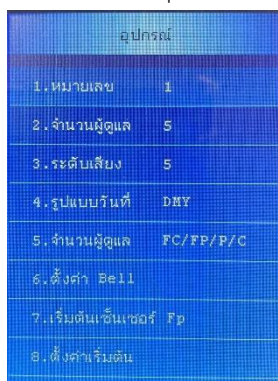 อุปกรณ์
1.หมายเลข 1
2.จำนวนผู้ดูแล 5
3.ระดับเสียง 5
4.รูปแบบวันที่ DMY
5.จำนวนผู้ดูแล FC/FP/P/C
6.ตั้งค่า Bell
7.เริ่มต้นเซ็นเซอร์ Fp
8.ตั้งค่าเริ่มต้น